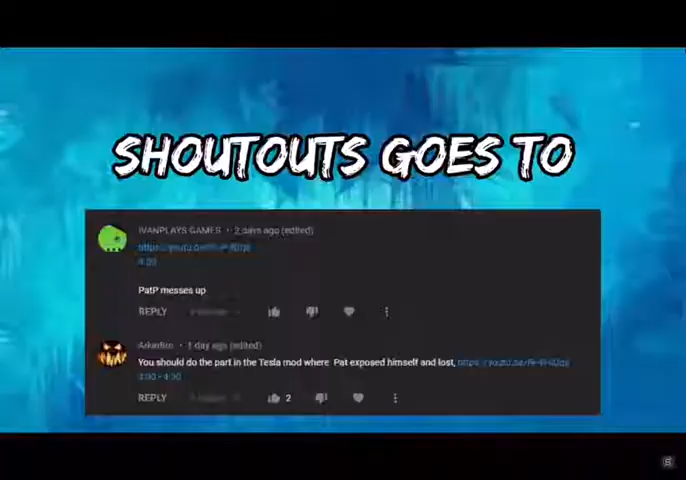 SHOUTOUTS GOES TO
IVANPLAYS GAMES • 2 days ago (edited)
4:20
PatP messes up
REPLY
1 day ago (edited)
You should do the part in the Tesla mod where Pat exposed himself and lost,
REPLY 2